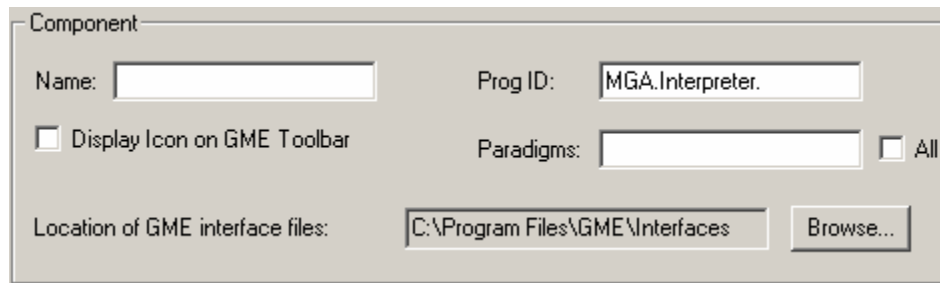 Component
Name: Prog ID: MGA.Interpreter.
Display Icon on GME Toolbar Paradigms: All
Location of GME interface files: C:\Program Files\GME\Interfaces Browse...